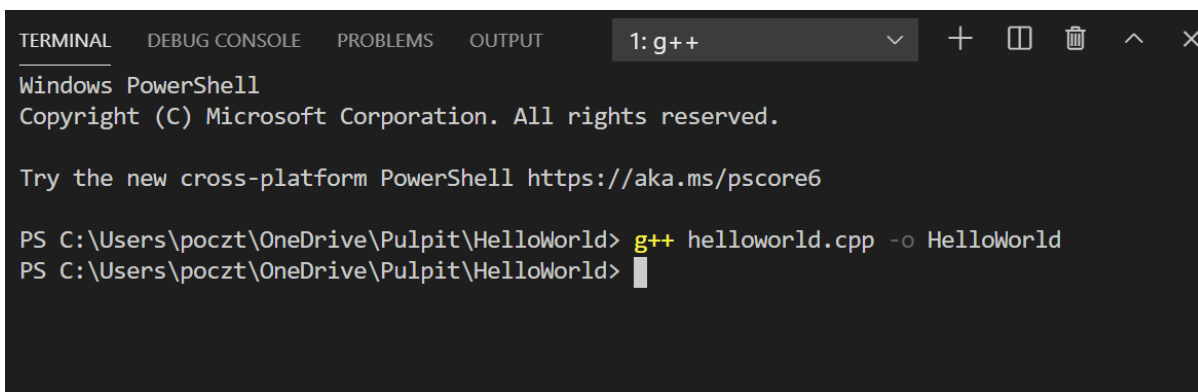 TERMINAL DEBUG CONSOLE PROBLEMS OUTPUT 1: g++
Windows PowerShell
Copyright (C) Microsoft Corporation. All rights reserved.
Try the new cross-platform PowerShell https://aka.ms/pscore6
PS C:\Users\poczt\OneDrive\Pulpit\HelloWorld> g++ helloworld.cpp -o HelloWorld
PS C:\Users\poczt\OneDrive\Pulpit\HelloWorld>